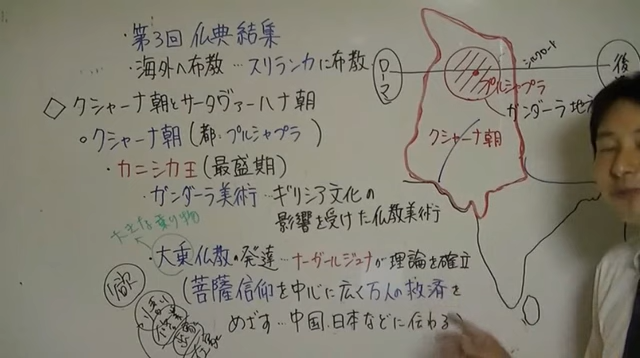 ・第3回 仏典結集
・海外へ布教…スリランカに布教
◇クシャーナ朝とサータヴァーハナ朝
○クシャーナ朝(都:プルシャプラ)
・カニシカ王(最盛期)
・ガンダーラ美術…ギリシア文化の
影響を受けた仏教美術
大きな乗り物
・大乗仏教の発達…ナーガールジュナが理論を確立
(菩薩信仰を中心に広く万人の救済を
めざす…中国、日本などに伝わる)
ローマ
シルクロード
後
プルシャプラ
ガンダーラ地方
クシャーナ朝
欲